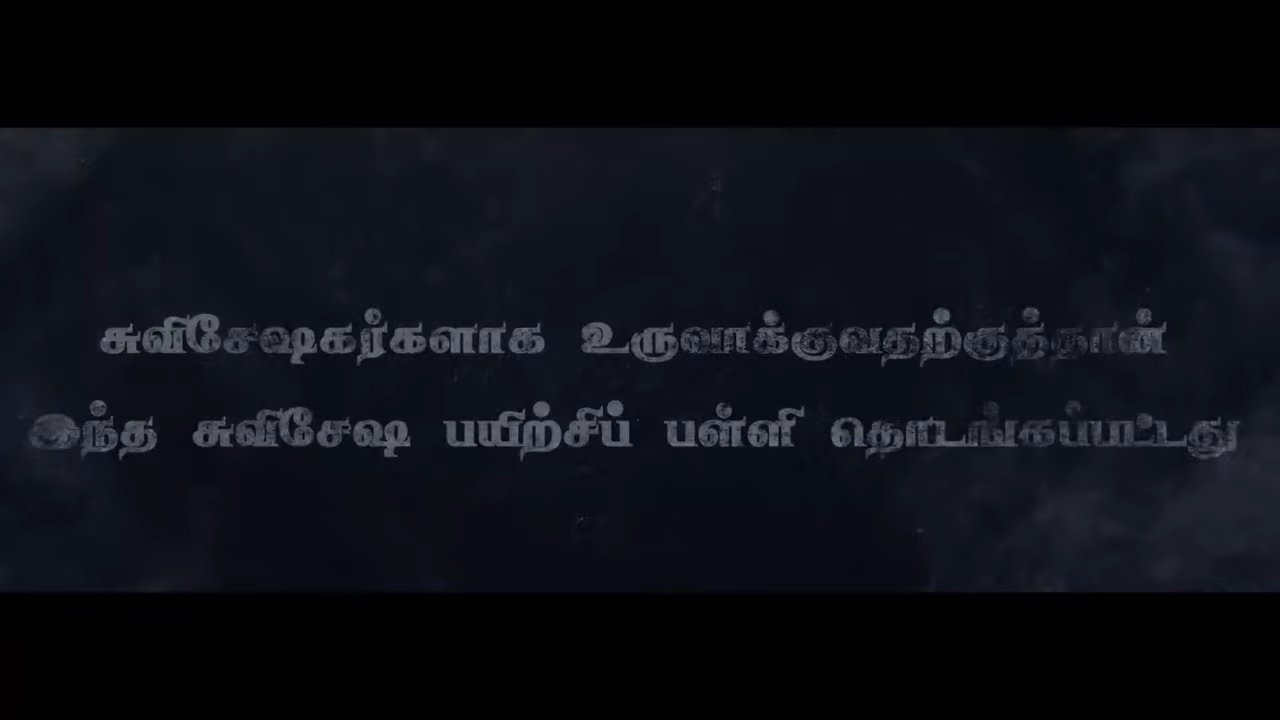 சுவிசேஷகர்களாக உருவாக்குவதற்குத்தான்
இந்த சுவிசேஷ பயிற்சிப் பள்ளி தொடங்கப்பட்டது